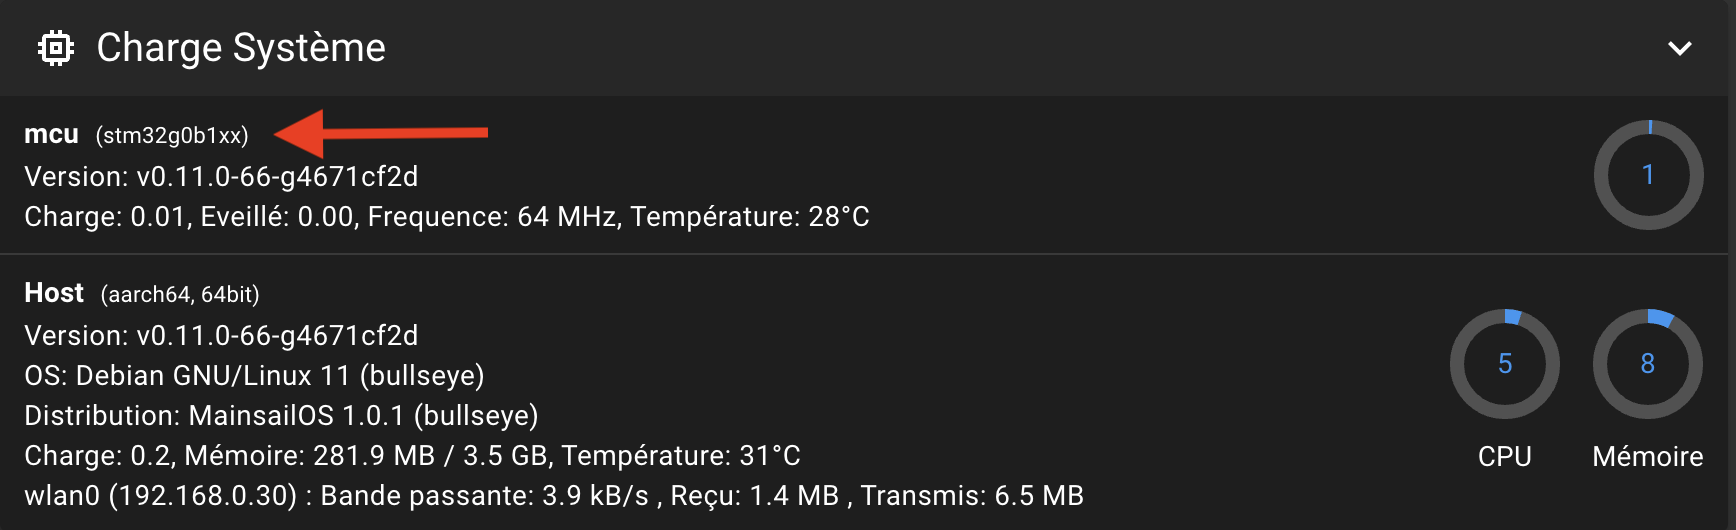 Charge Système
mcu (stm32g0b1xx)
Version: v0.11.0-66-g4671cf2d
Charge: 0.01, Eveillé: 0.00, Frequence: 64 MHz, Température: 28°C
1
Host (aarch64, 64bit)
Version: v0.11.0-66-g4671cf2d
OS: Debian GNU/Linux 11 (bullseye)
Distribution: MainsailOS 1.0.1 (bullseye)
Charge: 0.2, Mémoire: 281.9 MB / 3.5 GB, Température: 31°C
wlan0 (192.168.0.30) : Bande passante: 3.9 kB/s , Reçu: 1.4 MB , Transmis: 6.5 MB
5 8
CPU Mémoire